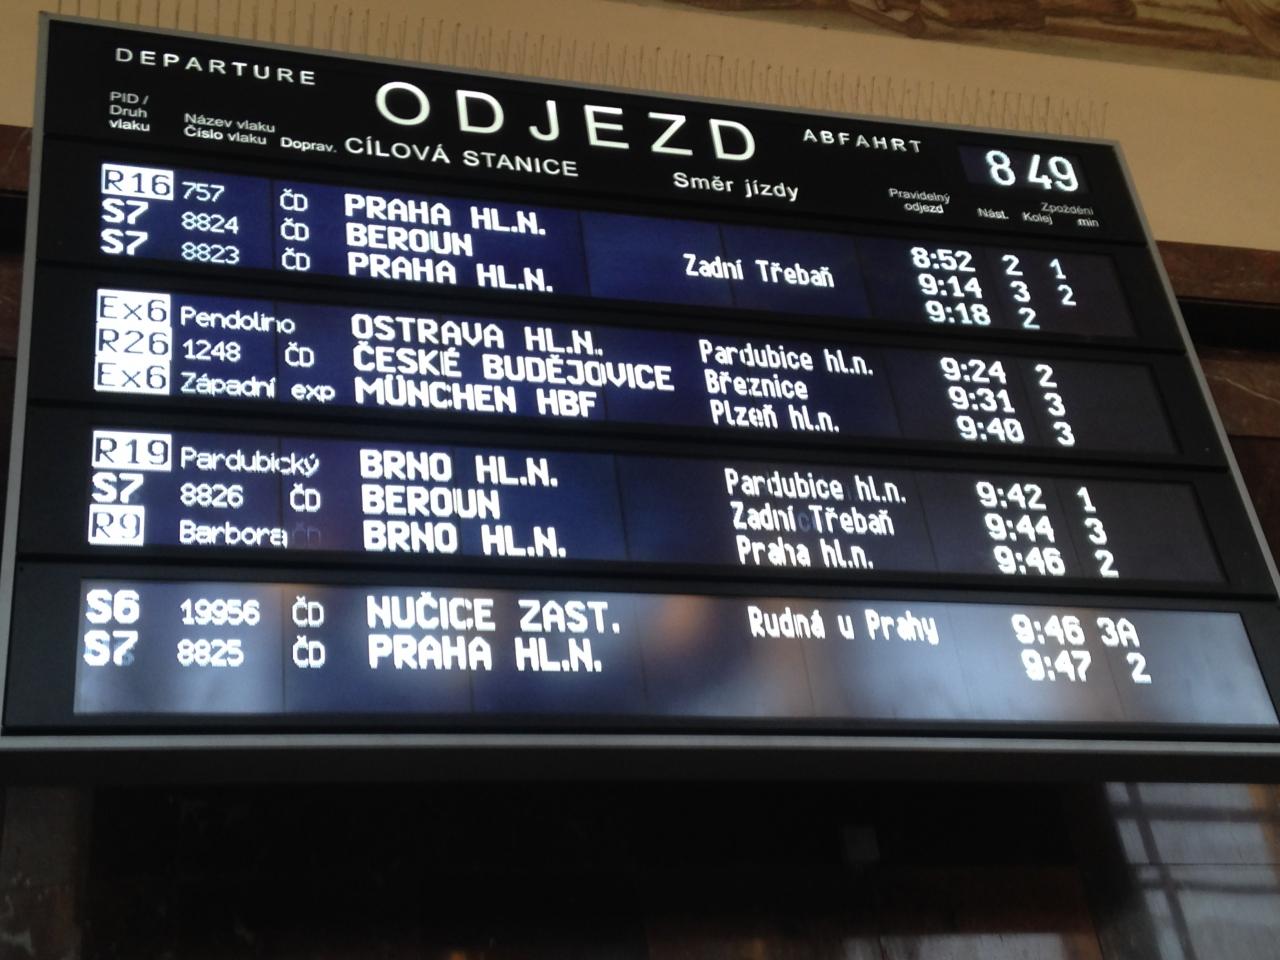 DEPARTURE ODJEZD ABFAHRT 8 49
PID / Druh vlaku Název vlaku Číslo vlaku Doprav. CÍLOVÁ STANICE Směr jízdy Pravidelný odjezd Nást. Kolej Zpoždění min
R16 757 ČD PRAHA HL.N. 8:52 2 1
S7 8824 ČD BEROUN Zadní Třebaň 9:14 3 2
S7 8823 ČD PRAHA HL.N. 9:18 2
Ex6 Pendolino OSTRAVA HL.N. Pardubice hl.n. 9:24 2
R26 1248 ČD ČESKÉ BUDĚJOVICE Březnice 9:31 3
Ex6 Západní exp MÜNCHEN HBF Plzeň hl.n. 9:40 3
R19 Pardubický BRNO HL.N. Pardubice hl.n. 9:42 1
S7 8826 ČD BEROUN Zadní Třebaň 9:44 3
R9 Barbora BRNO HL.N. Praha hl.n. 9:46 2
S6 19956 ČD NUČICE ZAST. Rudná u Prahy 9:46 3A
S7 8825 ČD PRAHA HL.N. 9:47 2